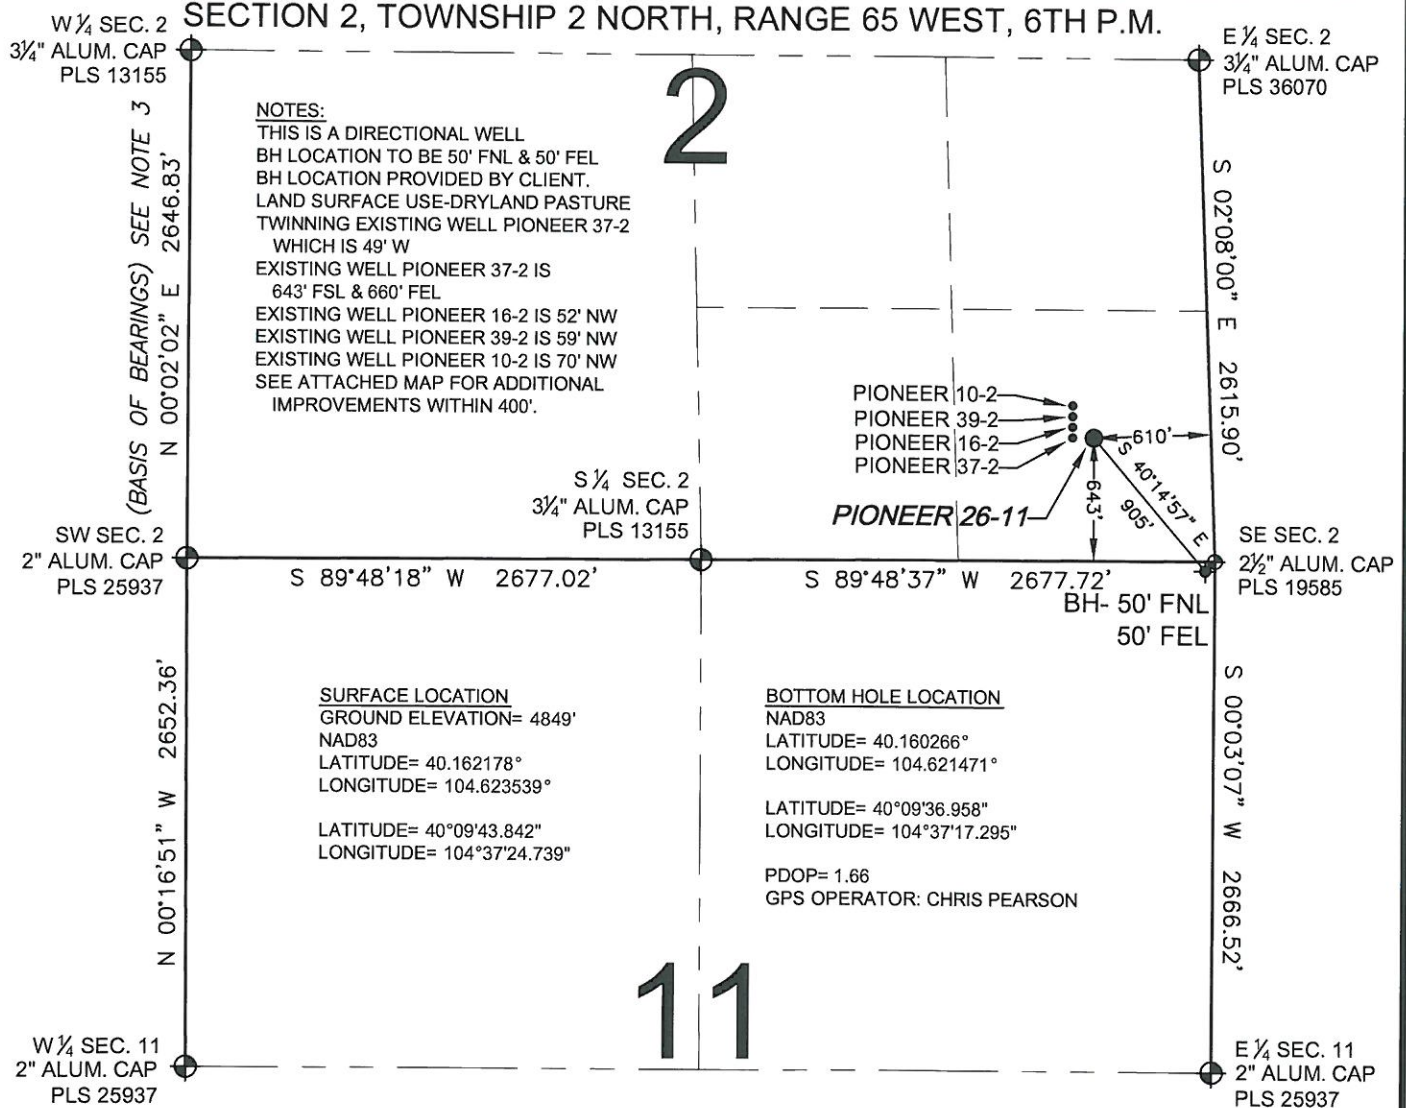 SECTION 2, TOWNSHIP 2 NORTH, RANGE 65 WEST, 6TH P.M.
W ¼ SEC. 2
3¼" ALUM. CAP
PLS 13155
E ¼ SEC. 2
3¼" ALUM. CAP
PLS 36070
2
(BASIS OF BEARINGS) SEE NOTE 3
N 00°02'02" E 2646.83'
NOTES:
THIS IS A DIRECTIONAL WELL
BH LOCATION TO BE 50' FNL & 50' FEL
BH LOCATION PROVIDED BY CLIENT.
LAND SURFACE USE-DRYLAND PASTURE
TWINNING EXISTING WELL PIONEER 37-2
WHICH IS 49' W
EXISTING WELL PIONEER 37-2 IS
643' FSL & 660' FEL
EXISTING WELL PIONEER 16-2 IS 52' NW
EXISTING WELL PIONEER 39-2 IS 59' NW
EXISTING WELL PIONEER 10-2 IS 70' NW
SEE ATTACHED MAP FOR ADDITIONAL
IMPROVEMENTS WITHIN 400'.
S 02°08'00" E 2615.90'
PIONEER 10-2
PIONEER 39-2
PIONEER 16-2
PIONEER 37-2
PIONEER 26-11
610'
643'
S 40°14'57" E
905'
S ¼ SEC. 2
3¼" ALUM. CAP
PLS 13155
SW SEC. 2
2" ALUM. CAP
PLS 25937
SE SEC. 2
2½" ALUM. CAP
PLS 19585
S 89°48'18" W 2677.02'
S 89°48'37" W 2677.72'
BH- 50' FNL
50' FEL
N 00°16'51" W 2652.36'
SURFACE LOCATION
GROUND ELEVATION= 4849'
NAD83
LATITUDE= 40.162178°
LONGITUDE= 104.623539°
LATITUDE= 40°09'43.842"
LONGITUDE= 104°37'24.739"
BOTTOM HOLE LOCATION
NAD83
LATITUDE= 40.160266°
LONGITUDE= 104.621471°
LATITUDE= 40°09'36.958"
LONGITUDE= 104°37'17.295"
PDOP= 1.66
GPS OPERATOR: CHRIS PEARSON
S 00°03'07" W 2666.52'
11
W ¼ SEC. 11
2" ALUM. CAP
PLS 25937
E ¼ SEC. 11
2" ALUM. CAP
PLS 25937